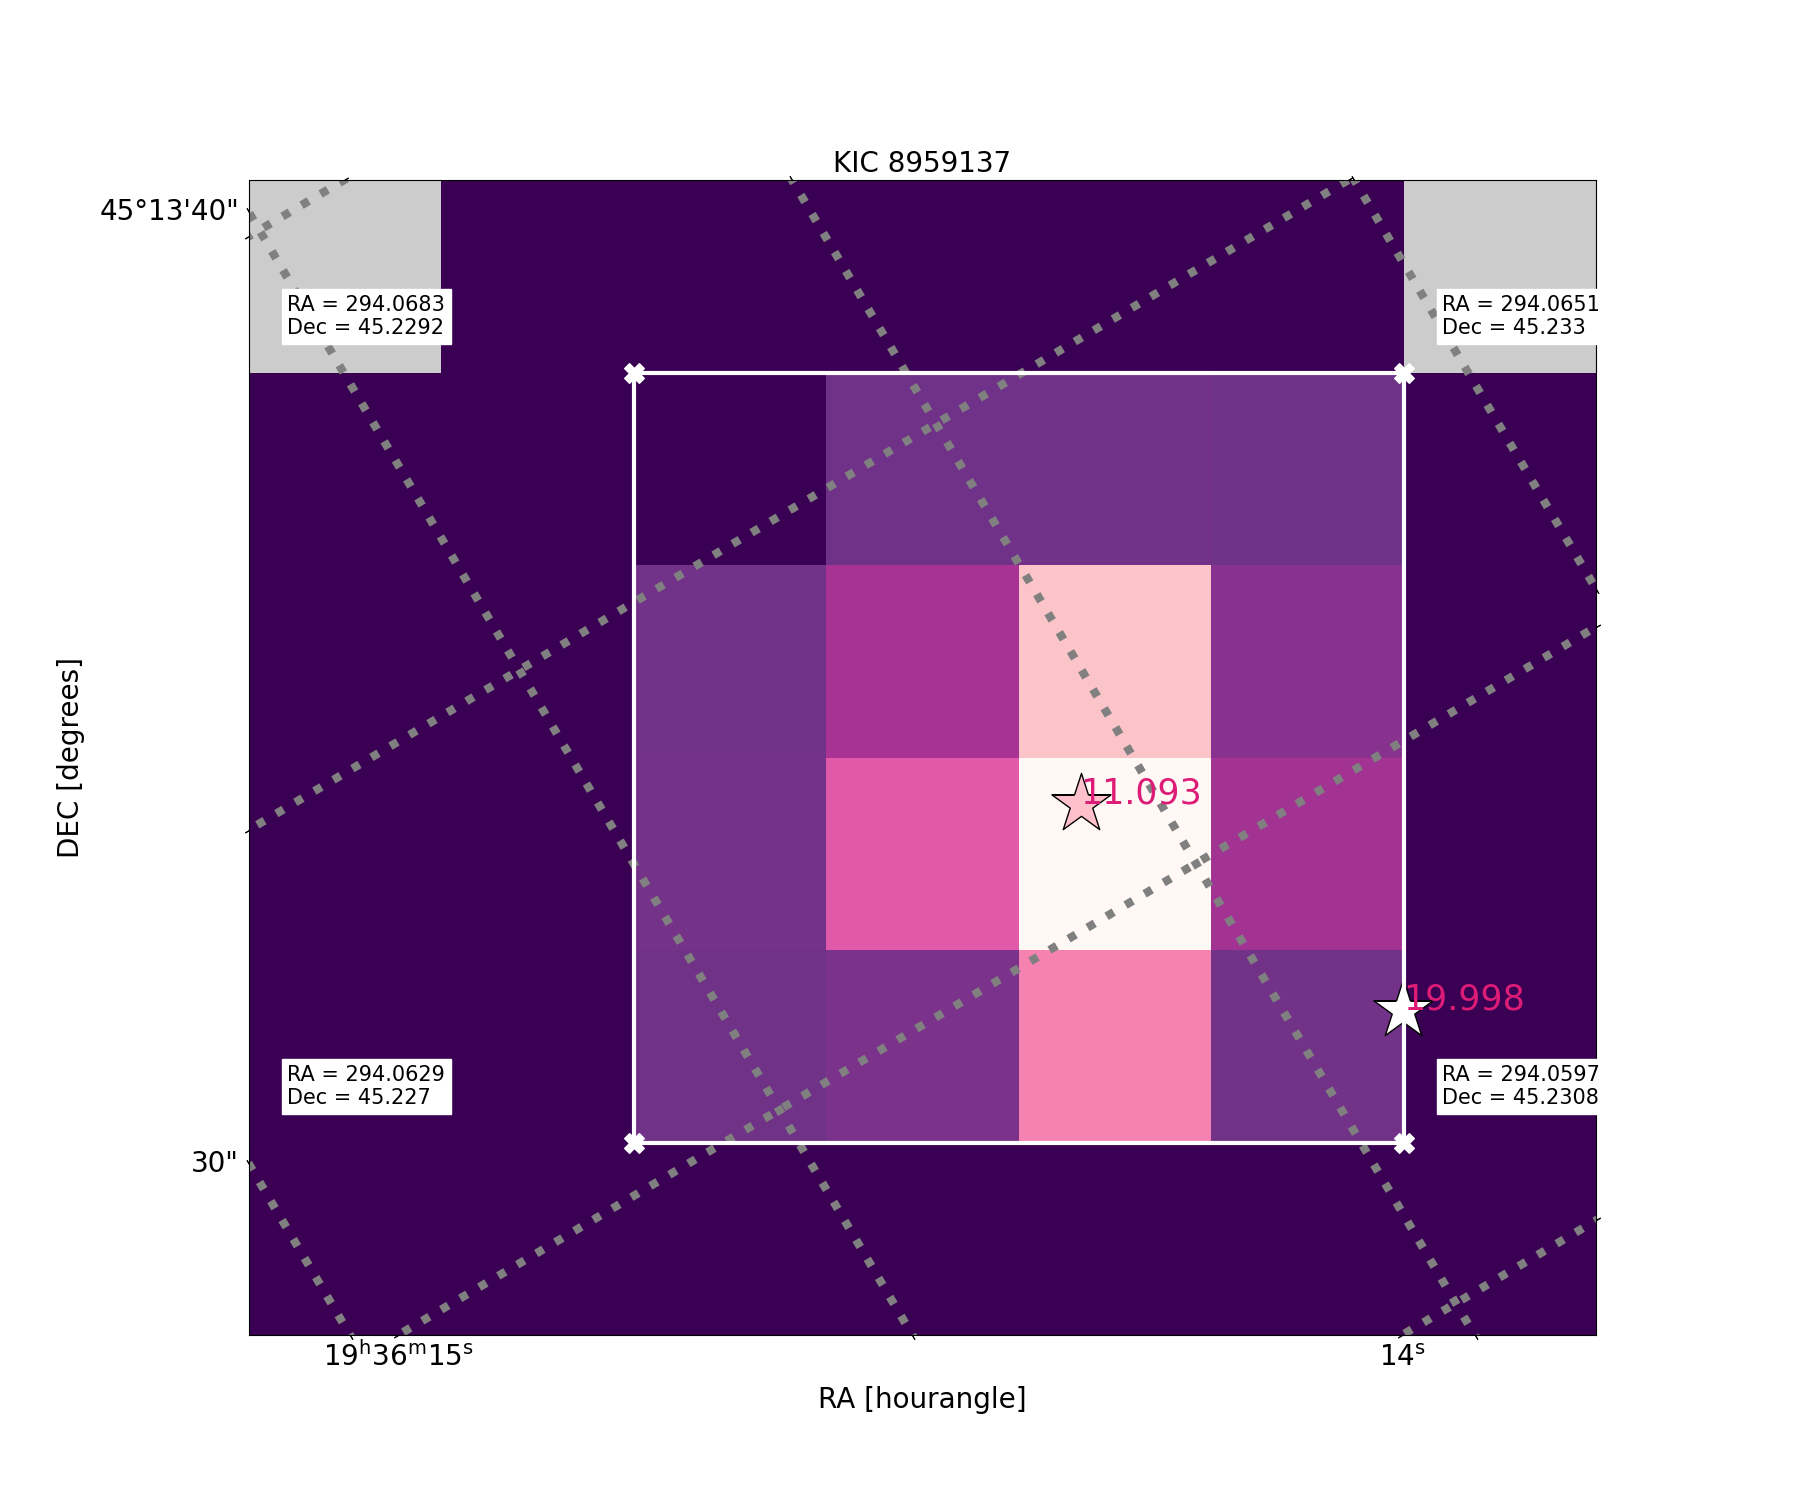 KIC 8959137
45°13'40"
RA = 294.0683
Dec = 45.2292
RA = 294.0651
Dec = 45.233
11.093
DEC [degrees]
19.998
RA = 294.0629
Dec = 45.227
RA = 294.0597
Dec = 45.2308
30"
19h36m15s
14s
RA [hourangle]